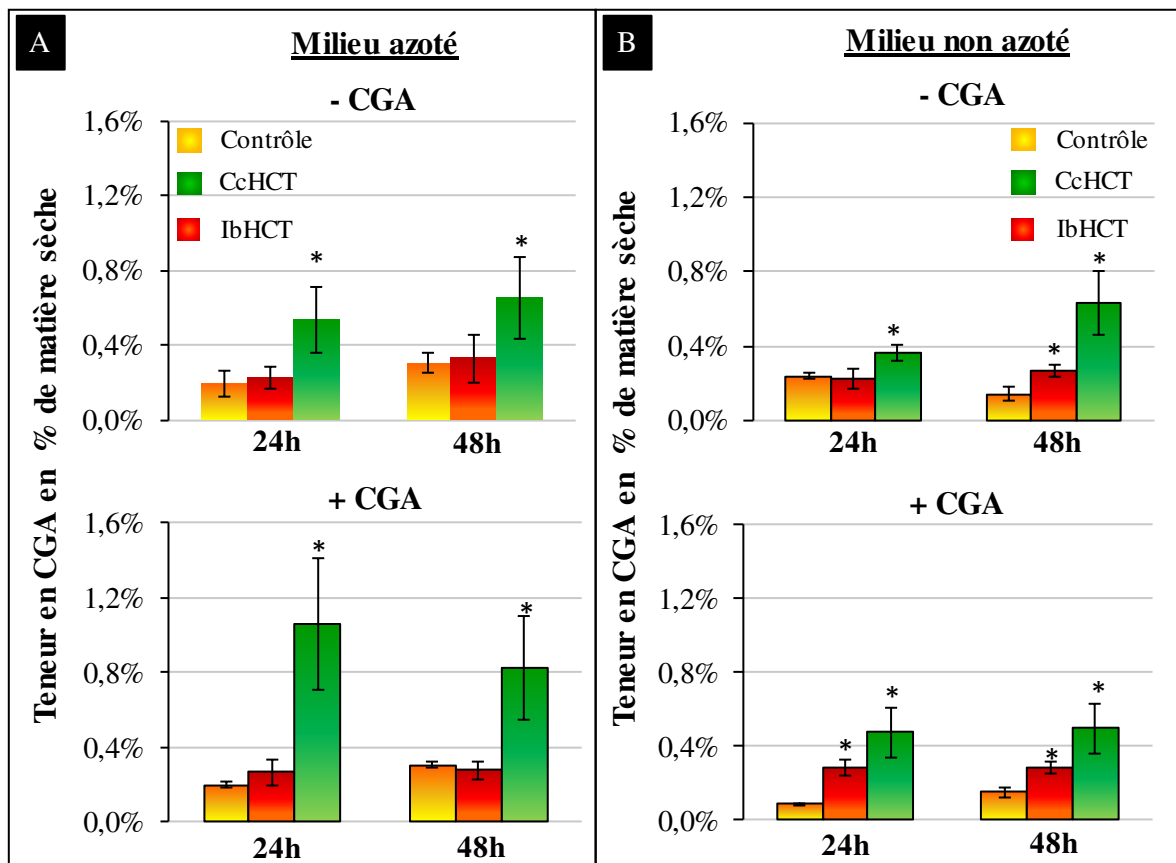 A
Milieu azoté
- CGA
1,6%
1,2%
0,8%
0,4%
0,0%
Contrôle
CcHCT
IbHCT
*
*
24h
48h
+ CGA
1,6%
1,2%
0,8%
0,4%
0,0%
*
*
24h
48h
Teneur en CGA en % de matière sèche
B
Milieu non azoté
- CGA
1,6%
1,2%
0,8%
0,4%
0,0%
Contrôle
CcHCT
IbHCT
*
*
*
24h
48h
+ CGA
1,6%
1,2%
0,8%
0,4%
0,0%
*
*
*
*
24h
48h
Teneur en CGA en % de matière sèche